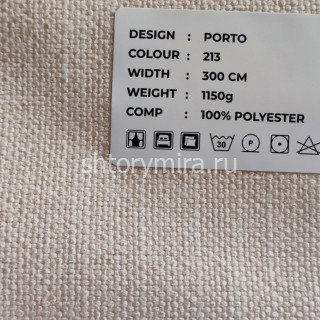 DESIGN : PORTO
COLOUR : 213
WIDTH : 300 CM
WEIGHT : 1150g
COMP : 100% POLYESTER
30 P
shtorymira.ru